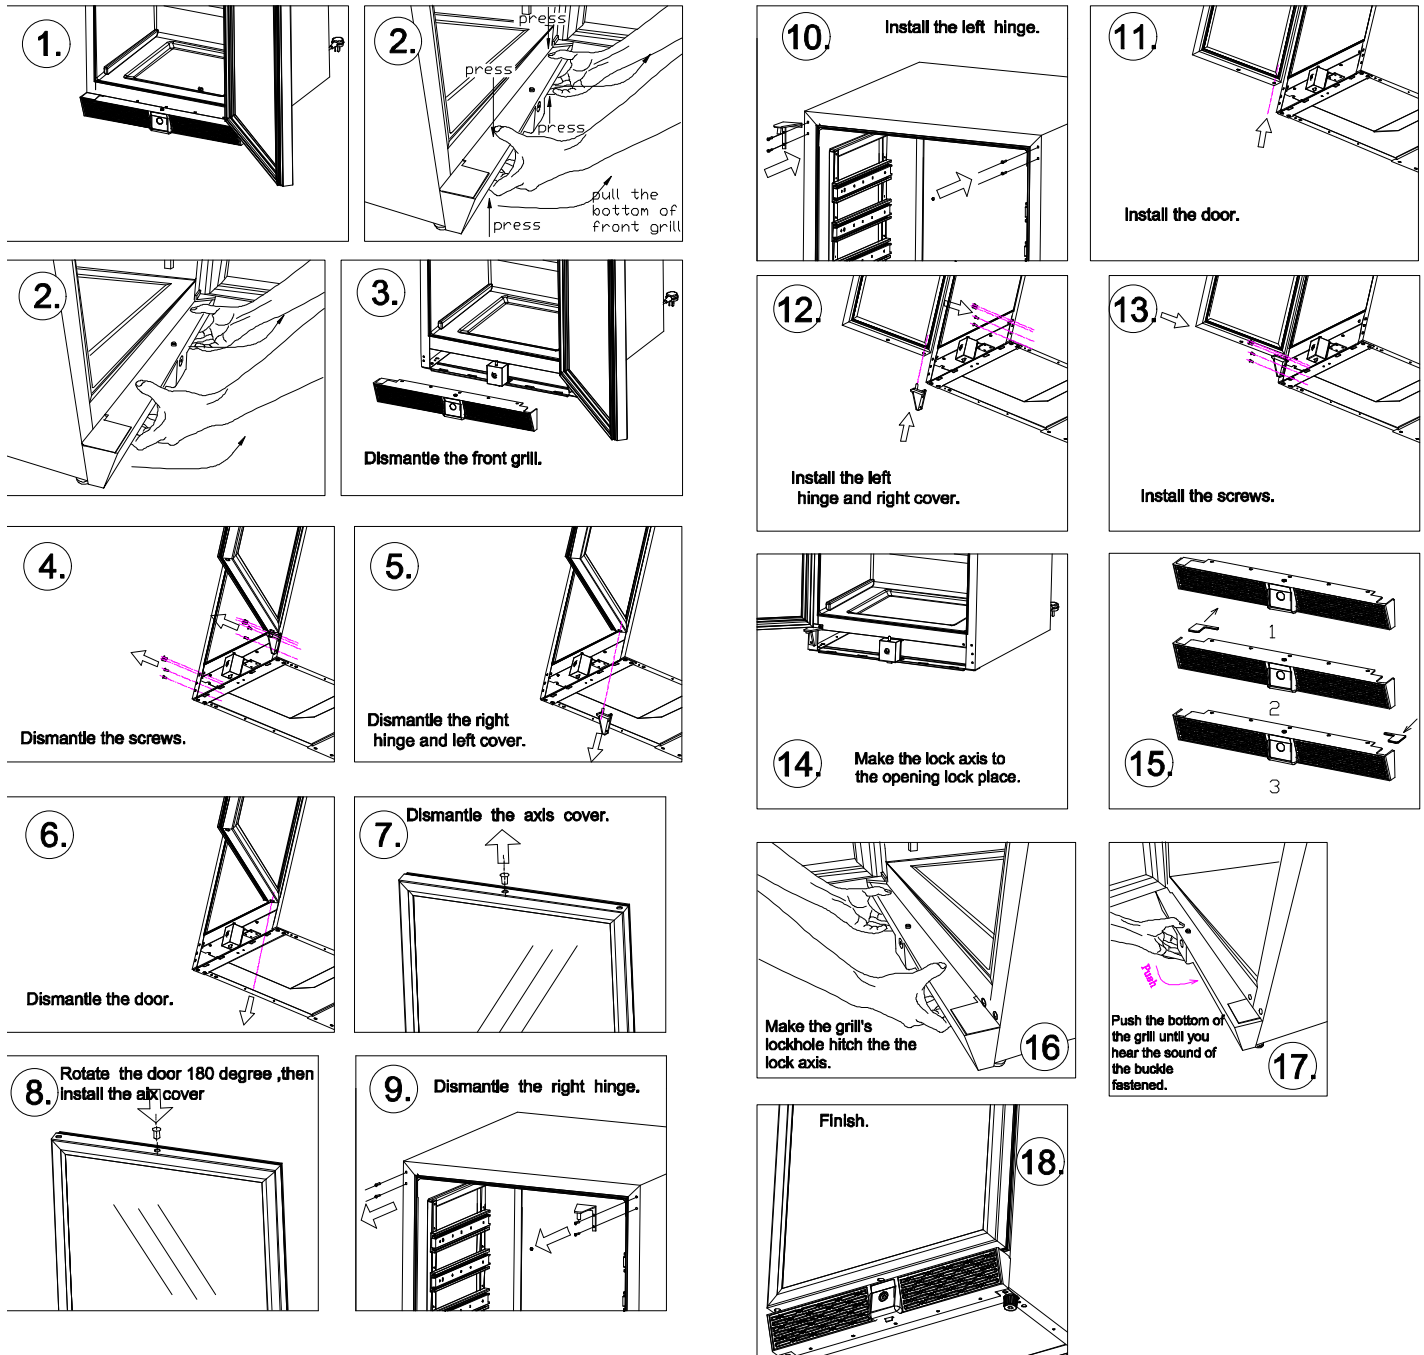 1.
2.
press
press
press
press
pull the
bottom of
front grill
2.
3.
Dismantle the front grill.
4.
Dismantle the screws.
5.
Dismantle the right
hinge and left cover.
6.
Dismantle the door.
7.
Dismantle the axis cover.
8.
Rotate the door 180 degree ,then
install the aix cover
9.
Dismantle the right hinge.
10.
Install the left hinge.
11.
Install the door.
12.
Install the left
hinge and right cover.
13.
Install the screws.
14.
Make the lock axis to
the opening lock place.
15.
1
2
3
16
Make the grill's
lockhole hitch the the
lock axis.
17.
Push
Push the bottom of
the grill until you
hear the sound of
the buckle
fastened.
18.
Finish.